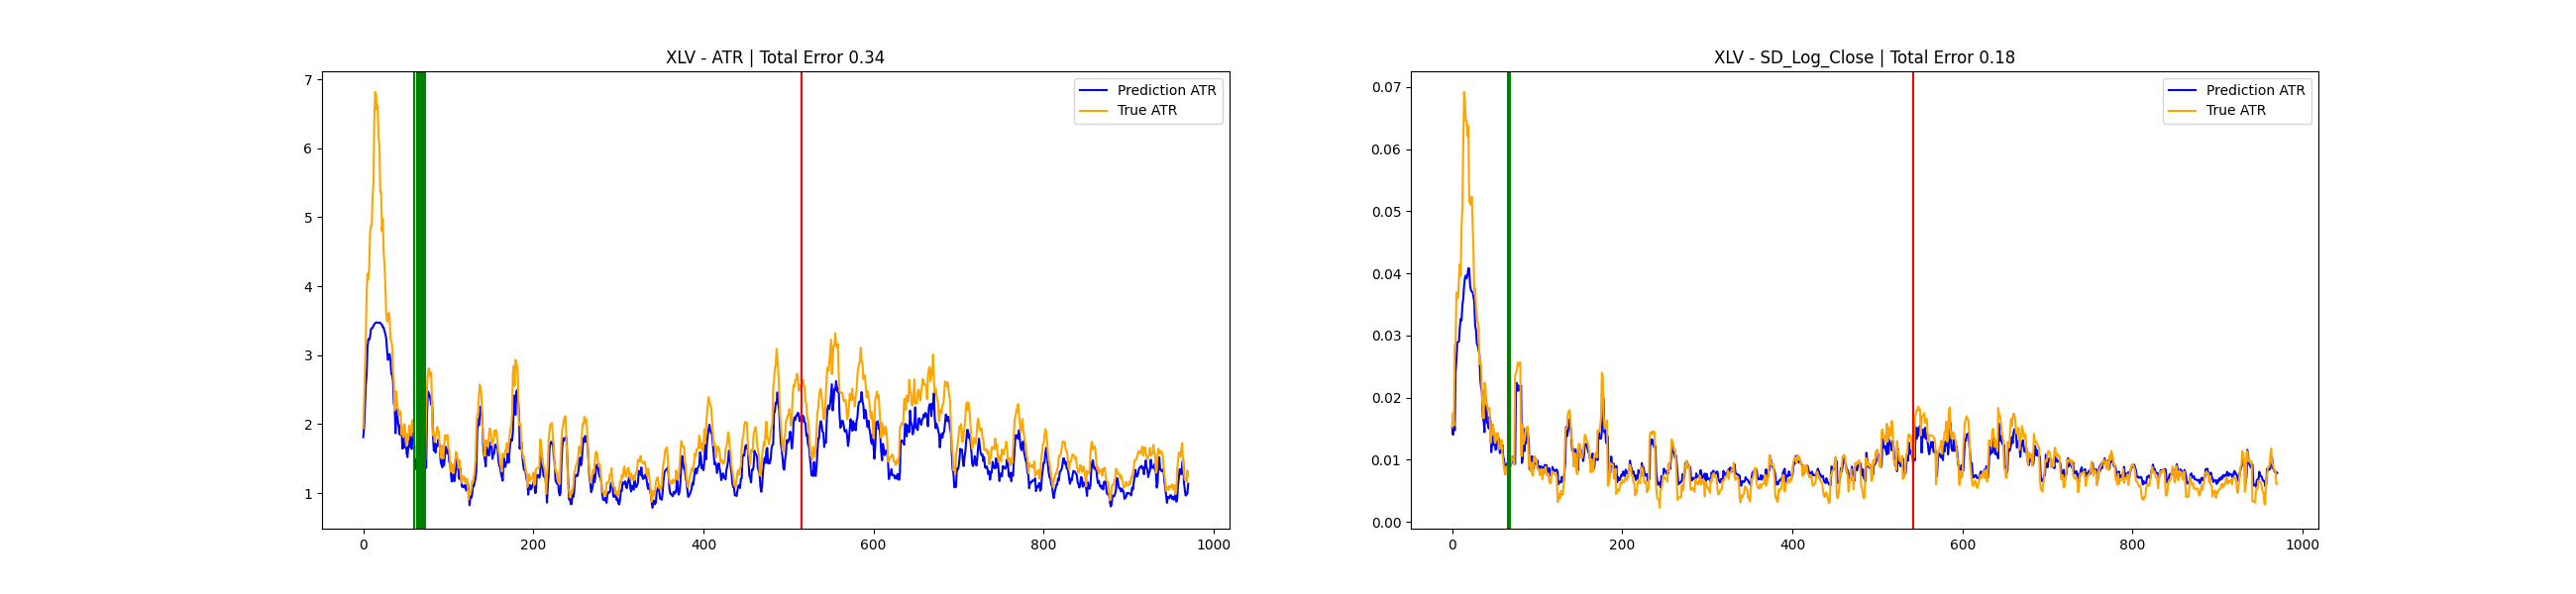 XLV - ATR | Total Error 0.34
7
6
5
4
3
2
1
0 200 400 600 800 1000
Prediction ATR
True ATR
XLV - SD_Log_Close | Total Error 0.18
0.07
0.06
0.05
0.04
0.03
0.02
0.01
0.00
0 200 400 600 800 1000
Prediction ATR
True ATR